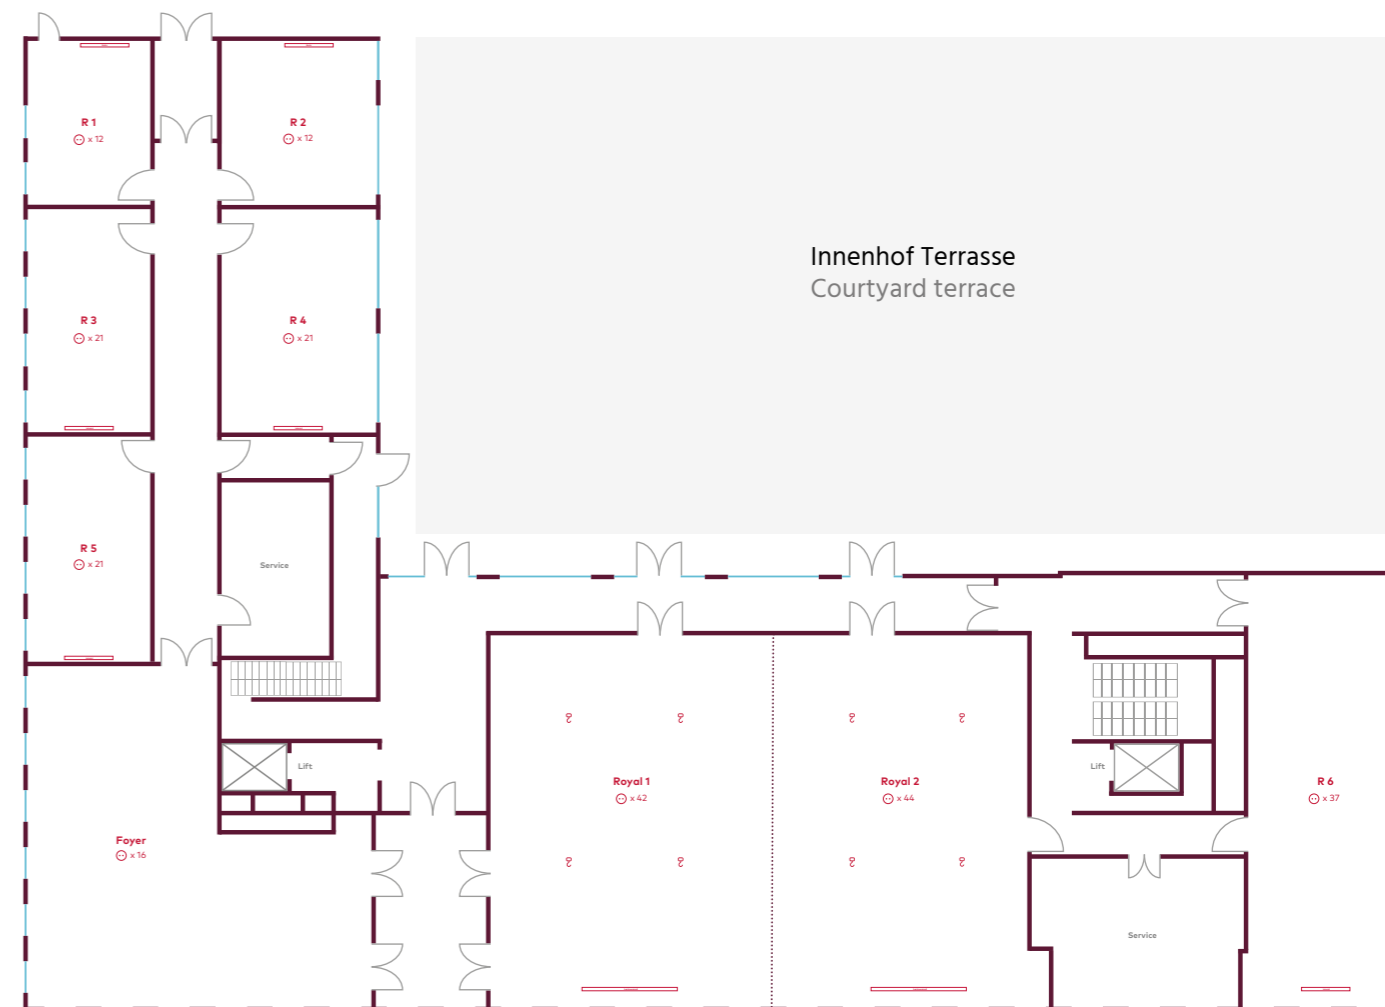 R 1
x 12
R 2
x 12
Innenhof Terrasse
Courtyard terrace
R 3
x 21
R 4
x 21
R 5
x 21
Service
Royal 1
x 42
Royal 2
x 44
R 6
x 37
Lift
Lift
Foyer
x 16
Service